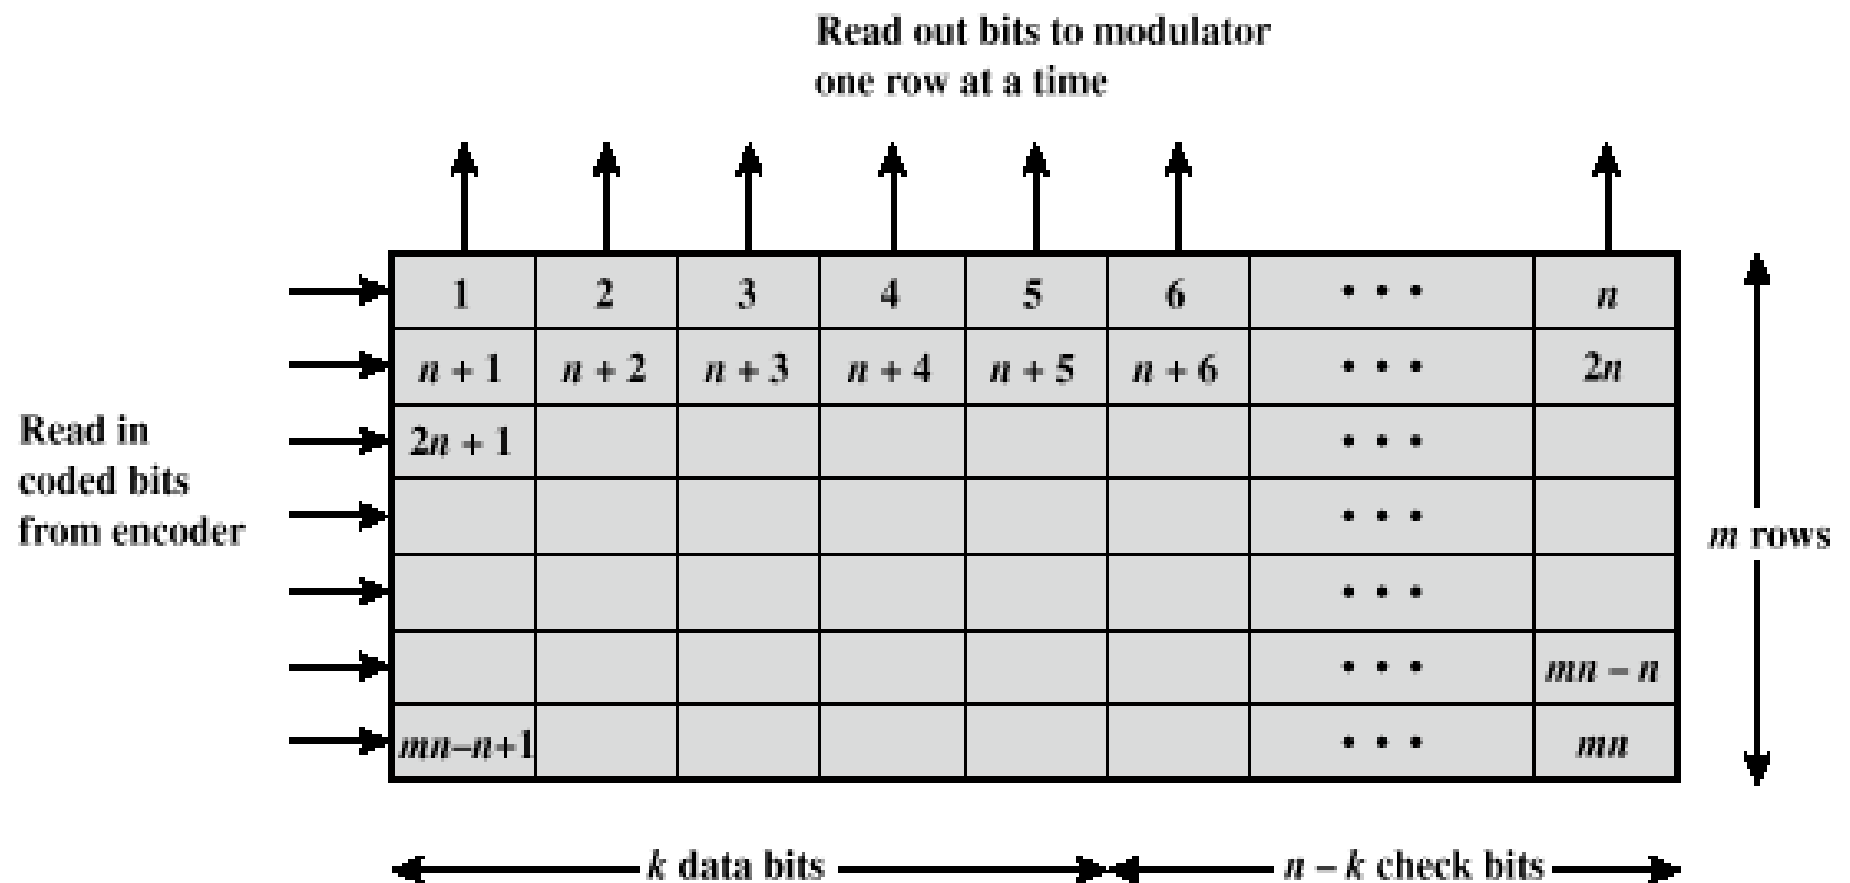 Read out bits to modulator
one row at a time
1 2 3 4 5 6 • • • n
n + 1 n + 2 n + 3 n + 4 n + 5 n + 6 • • • 2n
Read in
coded bits
from encoder
2n + 1 • • •
• • •
m rows
• • •
• • • mn – n
mn–n+1 • • • mn
k data bits n – k check bits